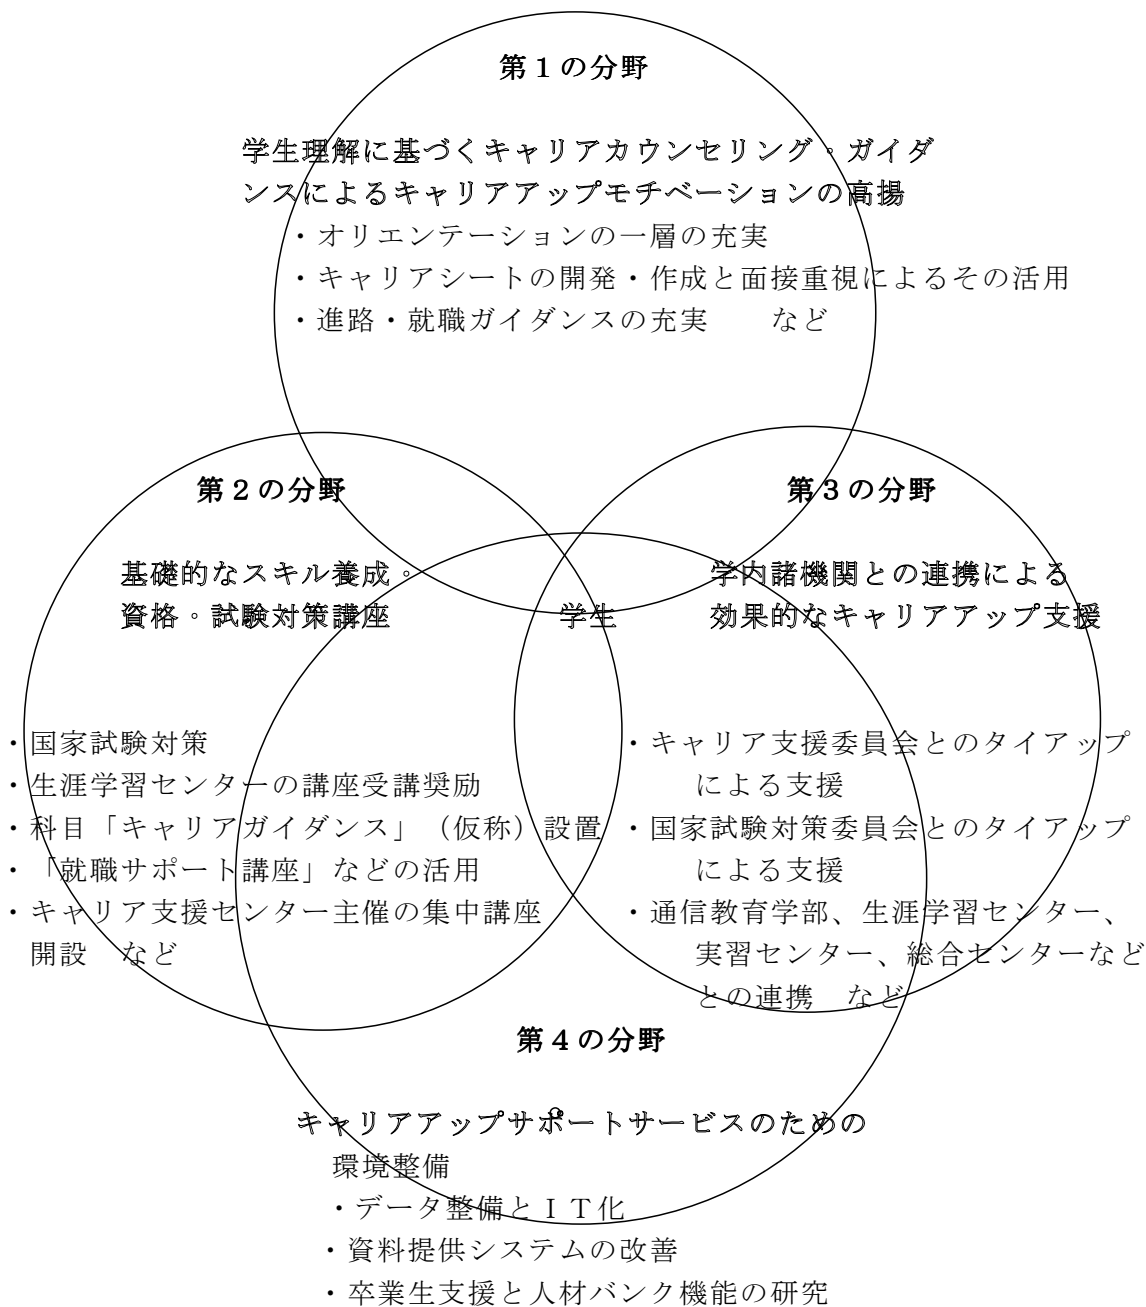 第１の分野
学生理解に基づくキャリアカウンセリング・ガイダ
ンスによるキャリアアップモチベーションの高揚
・オリエンテーションの一層の充実
・キャリアシートの開発・作成と面接重視によるその活用
・進路・就職ガイダンスの充実　　など
第２の分野
基礎的なスキル養成・
資格・試験対策講座
・国家試験対策
・生涯学習センターの講座受講奨励
・科目「キャリアガイダンス」（仮称）設置
・「就職サポート講座」などの活用
・キャリア支援センター主催の集中講座
開設　など
学生
第３の分野
学内諸機関との連携による
効果的なキャリアアップ支援
・キャリア支援委員会とのタイアップ
による支援
・国家試験対策委員会とのタイアップ
による支援
・通信教育学部、生涯学習センター、
実習センター、総合センターなど
との連携　など
第４の分野
キャリアアップサポートサービスのための
環境整備
・データ整備とＩＴ化
・資料提供システムの改善
・卒業生支援と人材バンク機能の研究